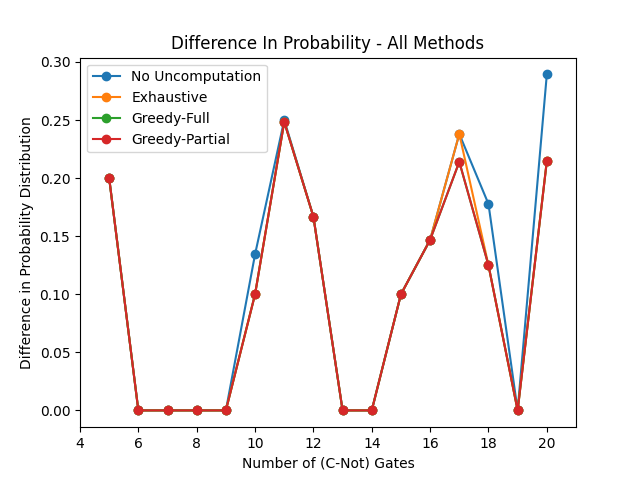 Difference In Probability - All Methods
No Uncomputation
Exhaustive
Greedy-Full
Greedy-Partial
Difference in Probability Distribution
0.30
0.25
0.20
0.15
0.10
0.05
0.00
4 6 8 10 12 14 16 18 20
Number of (C-Not) Gates